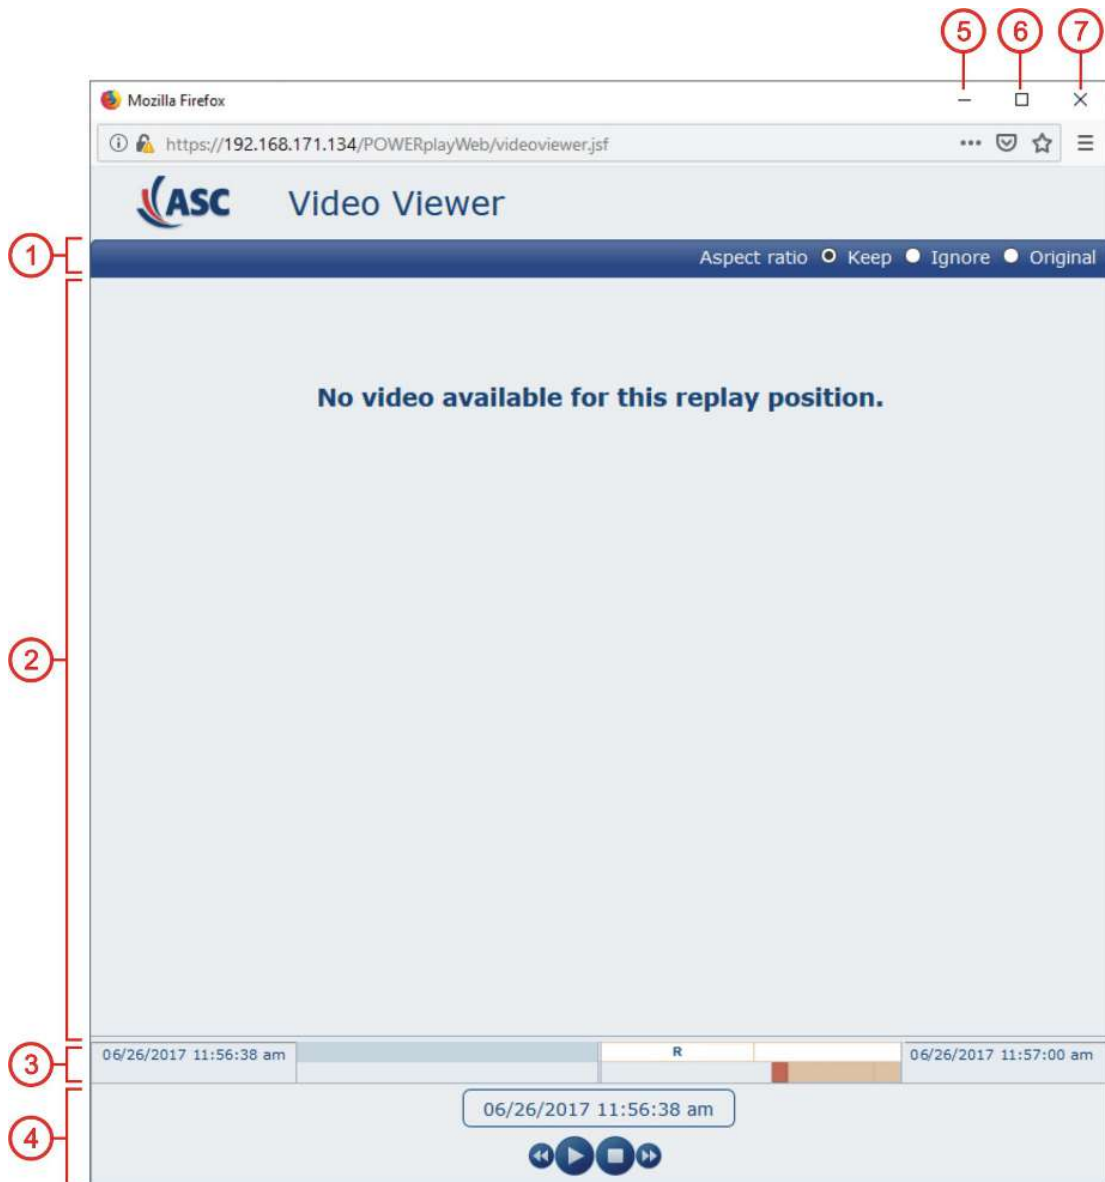 5 6 7
Mozilla Firefox
https://192.168.171.134/POWERplayWeb/videoviewer.jsf
ASC Video Viewer
1
Aspect ratio Keep Ignore Original
No video available for this replay position.
2
3
06/26/2017 11:56:38 am R 06/26/2017 11:57:00 am
4
06/26/2017 11:56:38 am